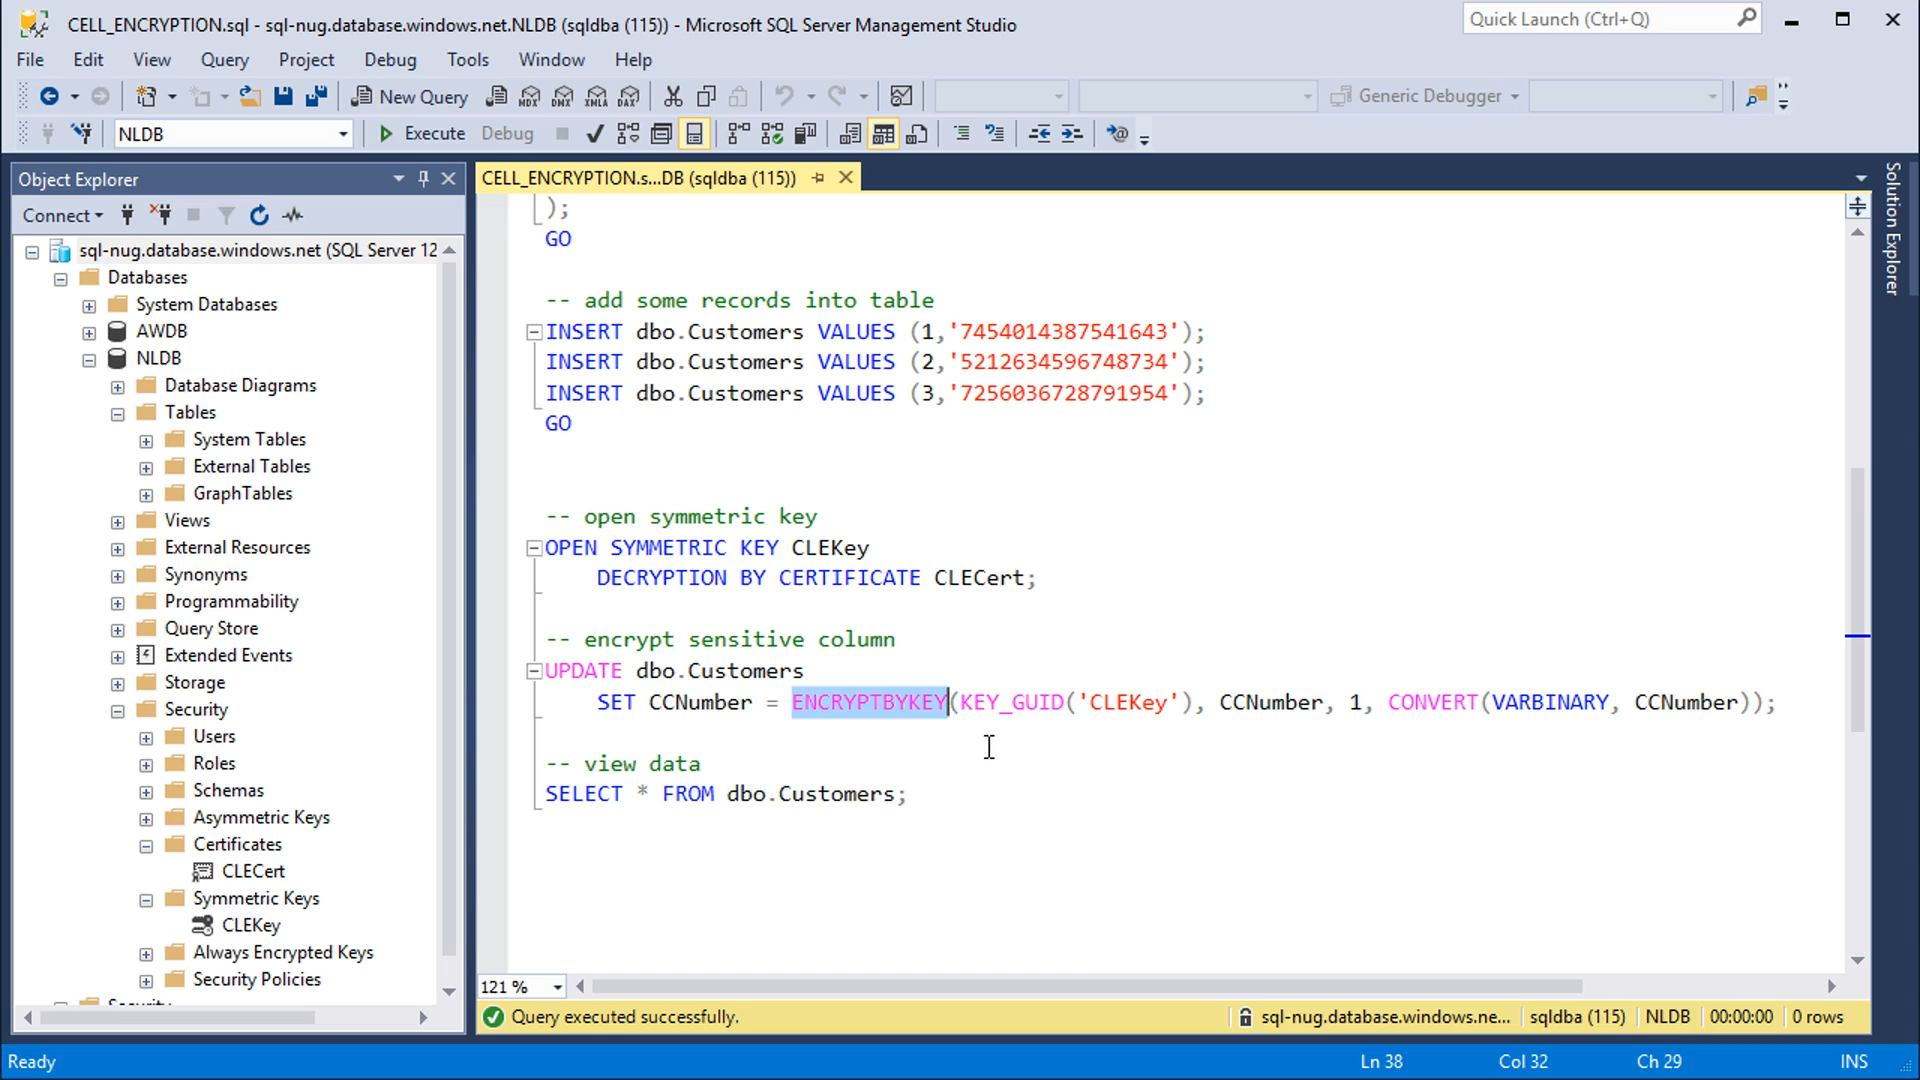 CELL_ENCRYPTION.sql - sql-nug.database.windows.net.NLDB (sqldba (115)) - Microsoft SQL Server Management Studio
Quick Launch (Ctrl+Q)
File Edit View Query Project Debug Tools Window Help
New Query
MDX DMX XMLA DAX
Generic Debugger
NLDB
Execute Debug
Object Explorer
Connect
sql-nug.database.windows.net (SQL Server 12
Databases
System Databases
AWDB
NLDB
Database Diagrams
Tables
System Tables
External Tables
GraphTables
Views
External Resources
Synonyms
Programmability
Query Store
Extended Events
Storage
Security
Users
Roles
Schemas
Asymmetric Keys
Certificates
CLECert
Symmetric Keys
CLEKey
Always Encrypted Keys
Security Policies
Security
CELL_ENCRYPTION.s...DB (sqldba (115))
);
GO
-- add some records into table
INSERT dbo.Customers VALUES (1,'7454014387541643');
INSERT dbo.Customers VALUES (2,'5212634596748734');
INSERT dbo.Customers VALUES (3,'7256036728791954');
GO
-- open symmetric key
OPEN SYMMETRIC KEY CLEKey
DECRYPTION BY CERTIFICATE CLECert;
-- encrypt sensitive column
UPDATE dbo.Customers
SET CCNumber = ENCRYPTBYKEY(KEY_GUID('CLEKey'), CCNumber, 1, CONVERT(VARBINARY, CCNumber));
-- view data
SELECT * FROM dbo.Customers;
121 %
Query executed successfully.
sql-nug.database.windows.ne... sqldba (115) NLDB 00:00:00 0 rows
Solution Explorer
Ready
Ln 38 Col 32 Ch 29 INS